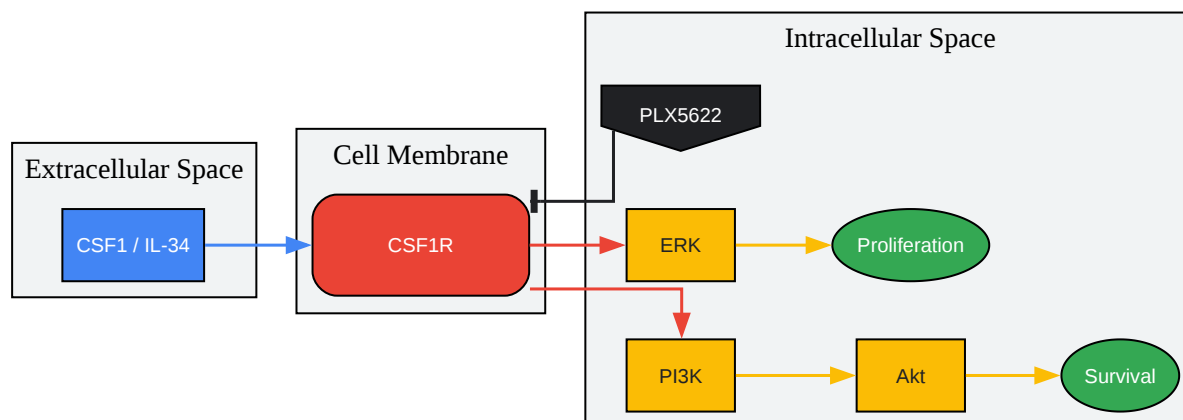 Intracellular Space
PLX5622
Cell Membrane
Extracellular Space
CSF1 / IL-34
CSF1R
ERK
Proliferation
PI3K
Akt
Survival